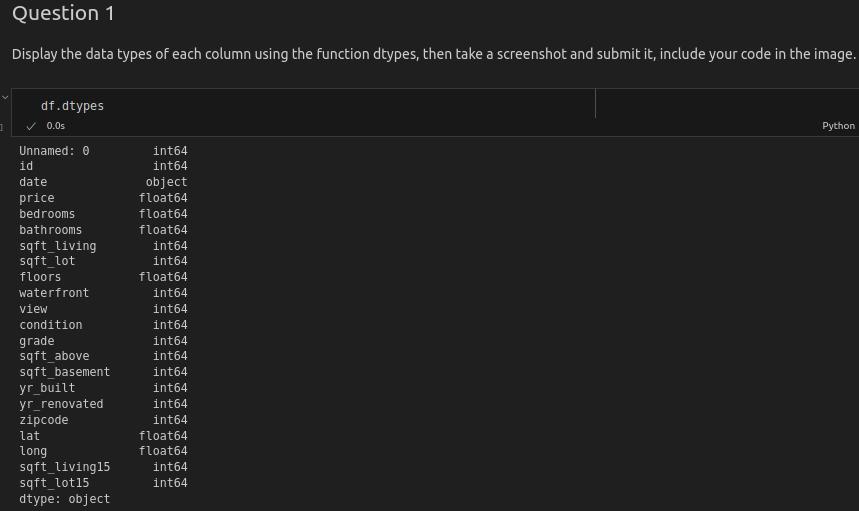 Question 1
Display the data types of each column using the function dtypes, then take a screenshot and submit it, include your code in the image.
df.dtypes
0.0s
Python
Unnamed: 0 int64
id int64
date object
price float64
bedrooms float64
bathrooms float64
sqft_living int64
sqft_lot int64
floors float64
waterfront int64
view int64
condition int64
grade int64
sqft_above int64
sqft_basement int64
yr_built int64
yr_renovated int64
zipcode int64
lat float64
long float64
sqft_living15 int64
sqft_lot15 int64
dtype: object